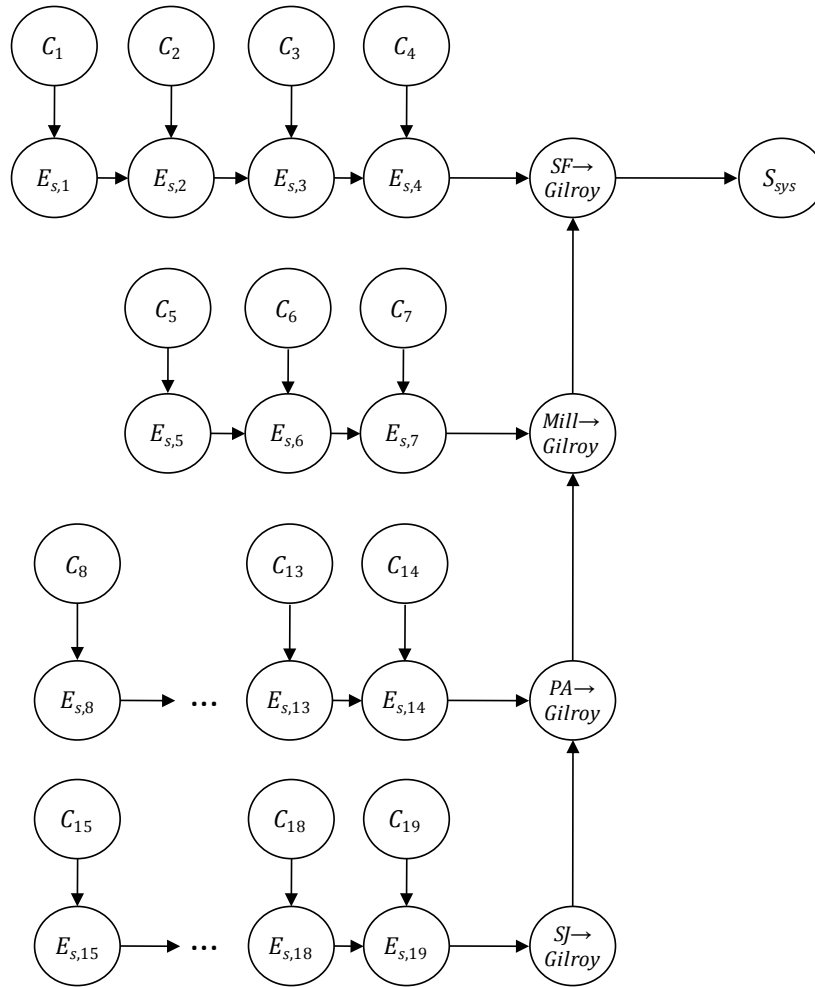 C₁ C₂ C₃ C₄
Eₛ,₁ Eₛ,₂ Eₛ,₃ Eₛ,₄ SF→ Sₛᵧₛ
Gilroy
C₅ C₆ C₇
Eₛ,₅ Eₛ,₆ Eₛ,₇ Mill→
Gilroy
C₈ C₁₃ C₁₄
Eₛ,₈ ... Eₛ,₁₃ Eₛ,₁₄ PA→
Gilroy
C₁₅ C₁₈ C₁₉
Eₛ,₁₅ ... Eₛ,₁₈ Eₛ,₁₉ SJ→
Gilroy